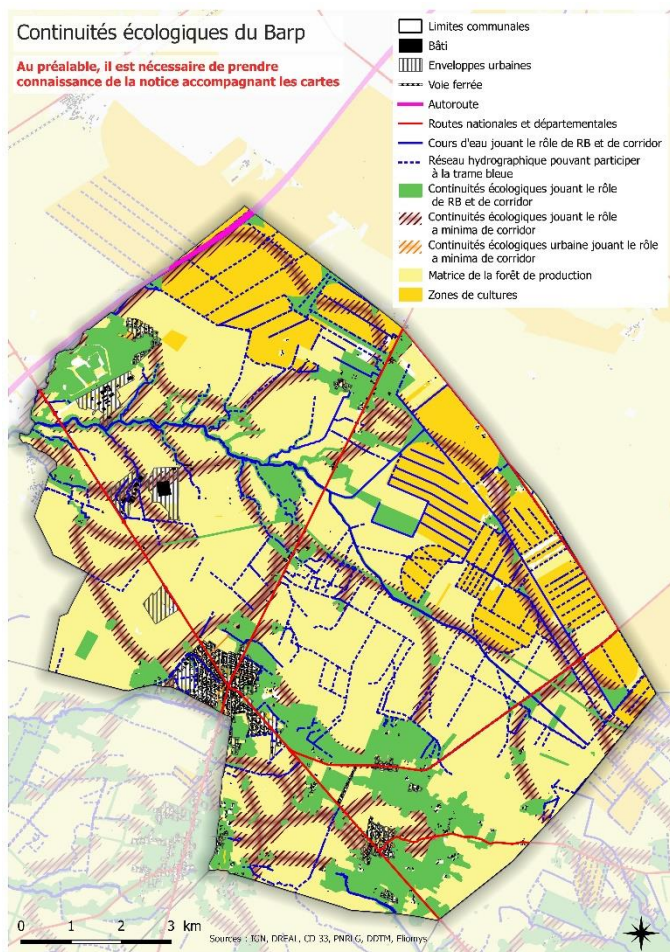 Continuités écologiques du Barp
Au préalable, il est nécessaire de prendre
connaissance de la notice accompagnant les cartes
Limites communales
Bâti
Enveloppes urbaines
Voie ferrée
Autoroute
Routes nationales et départementales
Cours d'eau jouant le rôle de RB et de corridor
Réseau hydrographique pouvant participer
à la trame bleue
Continuités écologiques jouant le rôle
de RB et de corridor
Continuités écologiques jouant le rôle
a minima de corridor
Continuités écologiques urbaine jouant le rôle
a minima de corridor
Matrice de la forêt de production
Zones de cultures
0 1 2 3 km
Sources : IGN, DREAL, CD 33, PNRLG, DDTM, Eliomys